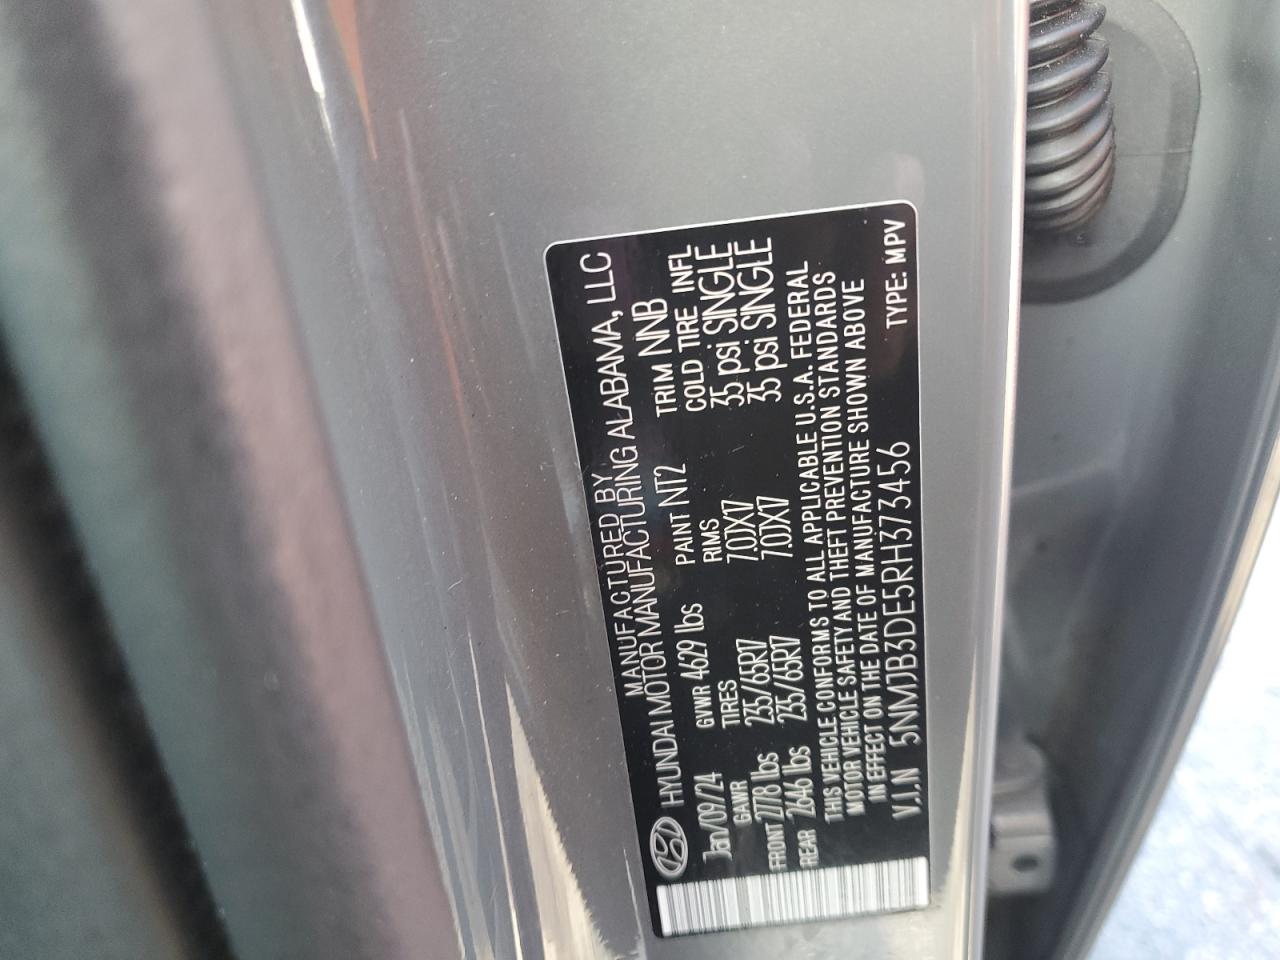 MANUFACTURED BY
HYUNDAI MOTOR MANUFACTURING ALABAMA, LLC
Jan/09/24 GVWR 4629 lbs PAINT NT2 TRIM NNB
GAWR TIRES RIMS COLD TIRE INFL
FRONT 2778 lbs 235/65R17 7.0JX17 35 psi SINGLE
REAR 2646 lbs 235/65R17 7.0JX17 35 psi SINGLE
THIS VEHICLE CONFORMS TO ALL APPLICABLE U.S.A. FEDERAL
MOTOR VEHICLE SAFETY AND THEFT PREVENTION STANDARDS
IN EFFECT ON THE DATE OF MANUFACTURE SHOWN ABOVE
V.I.N 5NMJB3DE5RH373456 TYPE: MPV